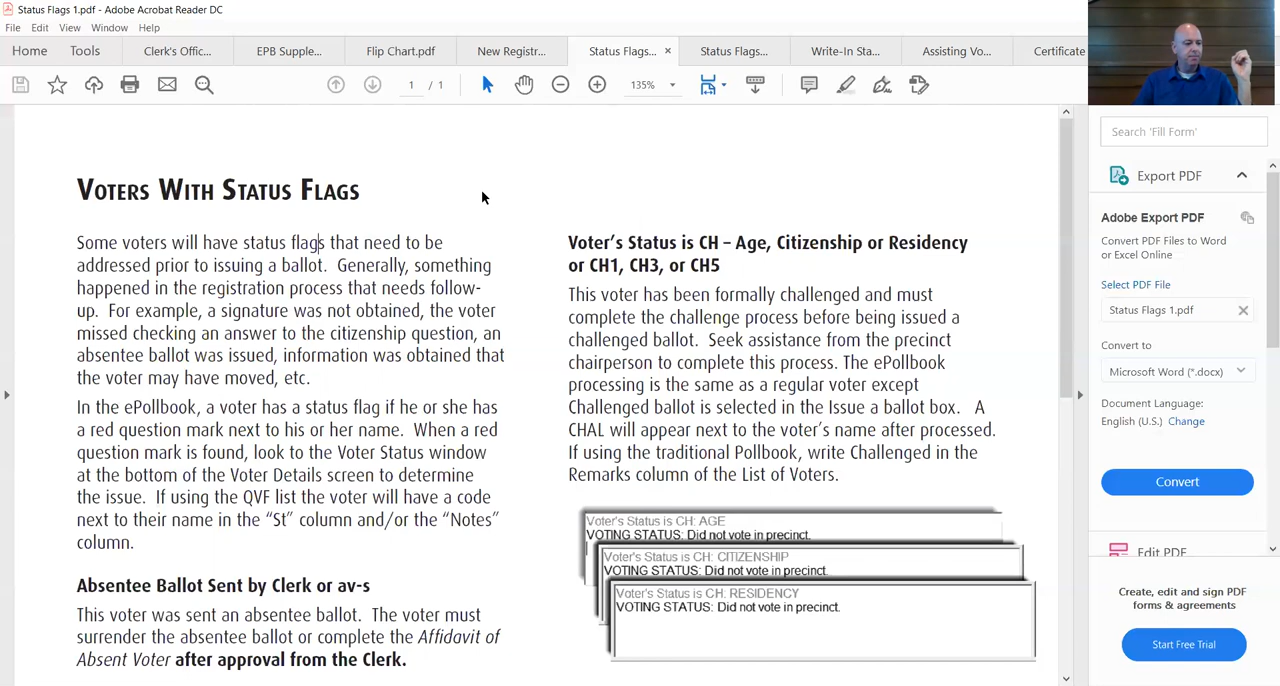 Status Flags 1.pdf - Adobe Acrobat Reader DC
File Edit View Window Help
Home Tools Clerk's Offic... EPB Supple... Flip Chart.pdf New Registr... Status Flags... × Status Flags... Write-In Sta... Assisting Vo... Certificate
1 / 1 135%
VOTERS WITH STATUS FLAGS
Some voters will have status flags that need to be
addressed prior to issuing a ballot. Generally, something
happened in the registration process that needs follow-
up. For example, a signature was not obtained, the voter
missed checking an answer to the citizenship question, an
absentee ballot was issued, information was obtained that
the voter may have moved, etc.
In the ePollbook, a voter has a status flag if he or she has
a red question mark next to his or her name. When a red
question mark is found, look to the Voter Status window
at the bottom of the Voter Details screen to determine
the issue. If using the QVF list the voter will have a code
next to their name in the “St” column and/or the “Notes”
column.
Absentee Ballot Sent by Clerk or av-s
This voter was sent an absentee ballot. The voter must
surrender the absentee ballot or complete the Affidavit of
Absent Voter after approval from the Clerk.
Voter’s Status is CH – Age, Citizenship or Residency
or CH1, CH3, or CH5
This voter has been formally challenged and must
complete the challenge process before being issued a
challenged ballot. Seek assistance from the precinct
chairperson to complete this process. The ePollbook
processing is the same as a regular voter except
Challenged ballot is selected in the Issue a ballot box. A
CHAL will appear next to the voter’s name after processed.
If using the traditional Pollbook, write Challenged in the
Remarks column of the List of Voters.
Voter's Status is CH: AGE
VOTING STATUS: Did not vote in precinct.
Voter's Status is CH: CITIZENSHIP
VOTING STATUS: Did not vote in precinct.
Voter's Status is CH: RESIDENCY
VOTING STATUS: Did not vote in precinct.
Search 'Fill Form'
Export PDF
Adobe Export PDF
Convert PDF Files to Word
or Excel Online
Select PDF File
Status Flags 1.pdf
Convert to
Microsoft Word (*.docx)
Document Language:
English (U.S.) Change
Convert
Edit PDF
Create, edit and sign PDF
forms & agreements
Start Free Trial